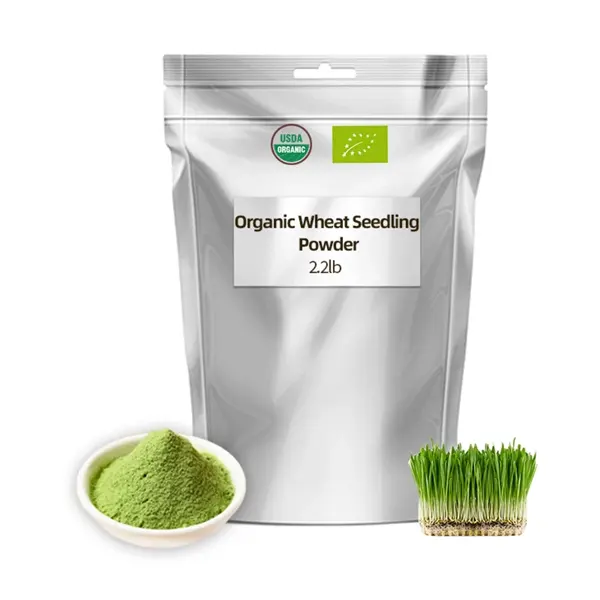 USDA
ORGANIC
Organic Wheat Seedling
Powder
2.2lb